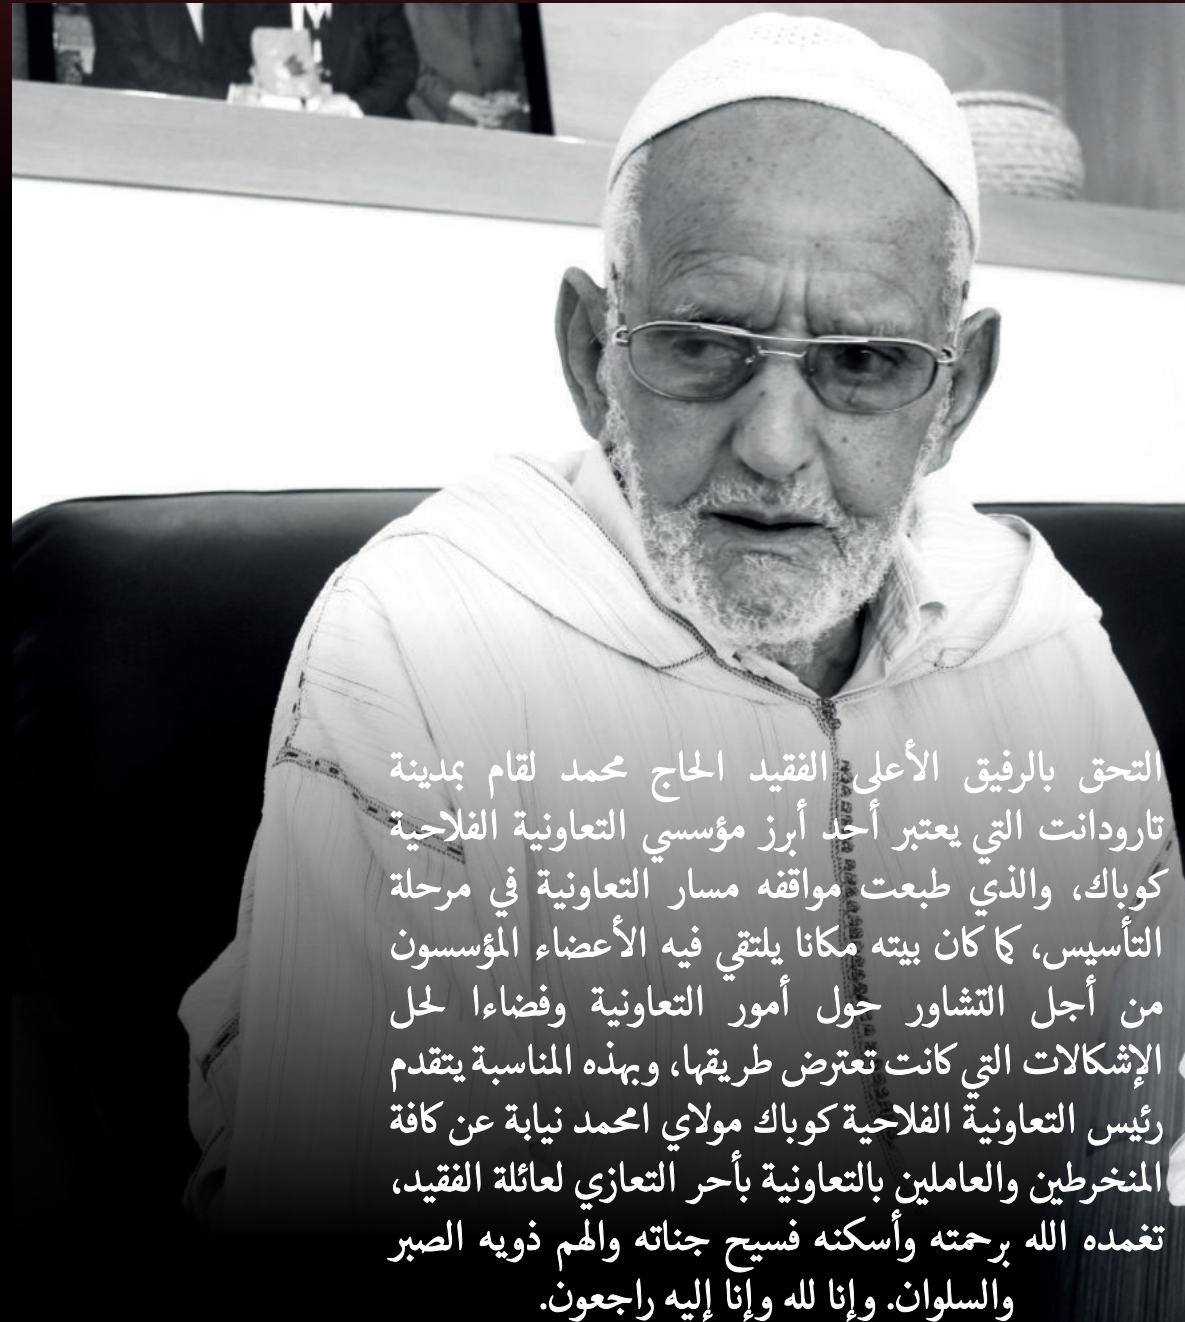 التحق بالرفيق الأعلى الفقيد الحاج محمد لقام بمدينة
تارودانت التي يعتبر أحد أبرز مؤسسي التعاونية الفلاحية
كوباك، والذي طبعت مواقفه مسار التعاونية في مرحلة
التأسيس، كما كان بيته مكانا يلتقي فيه الأعضاء المؤسسون
من أجل التشاور حول أمور التعاونية وفضاءا لحل
الإشكالات التي كانت تعترض طريقها، وبهذه المناسبة يتقدم
رئيس التعاونية الفلاحية كوباك مولاي امحمد نيابة عن كافة
المنخرطين والعاملين بالتعاونية بأحر التعازي لعائلة الفقيد،
تغمده الله برحمته وأسكنه فسيح جناته والهم ذويه الصبر
والسلوان. وإنا لله وإنا إليه راجعون.